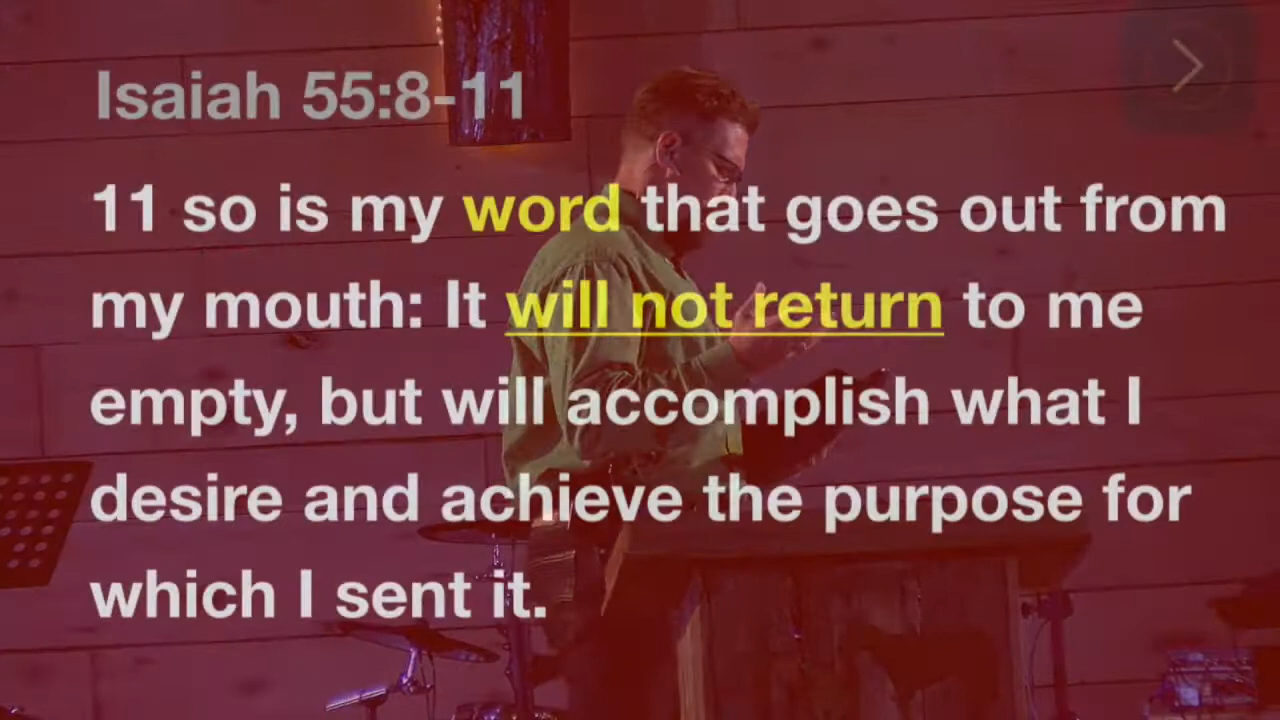 Isaiah 55:8-11
11 so is my word that goes out from
my mouth: It will not return to me
empty, but will accomplish what I
desire and achieve the purpose for
which I sent it.